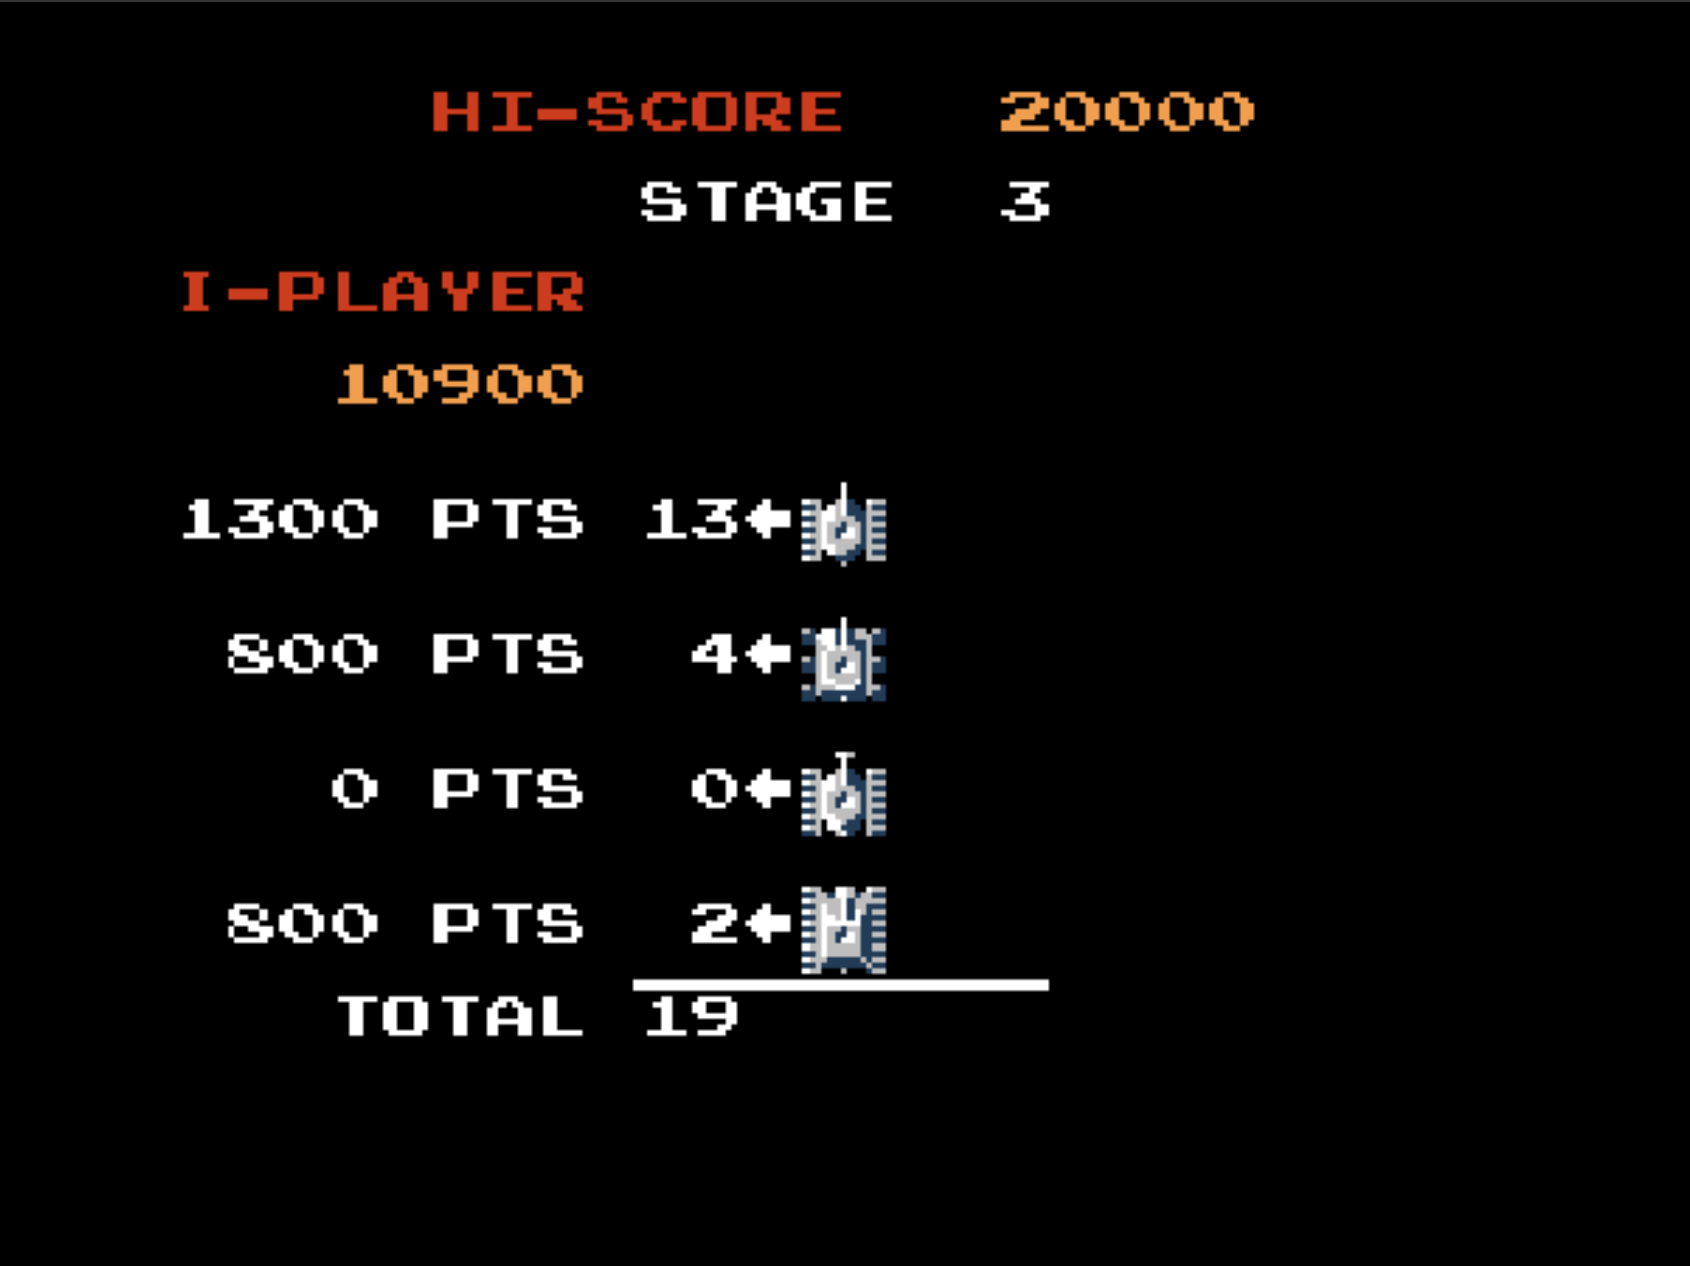 HI-SCORE 20000
STAGE 3
I-PLAYER
10900
1300 PTS 13←
800 PTS 4←
0 PTS 0←
800 PTS 2←
TOTAL 19